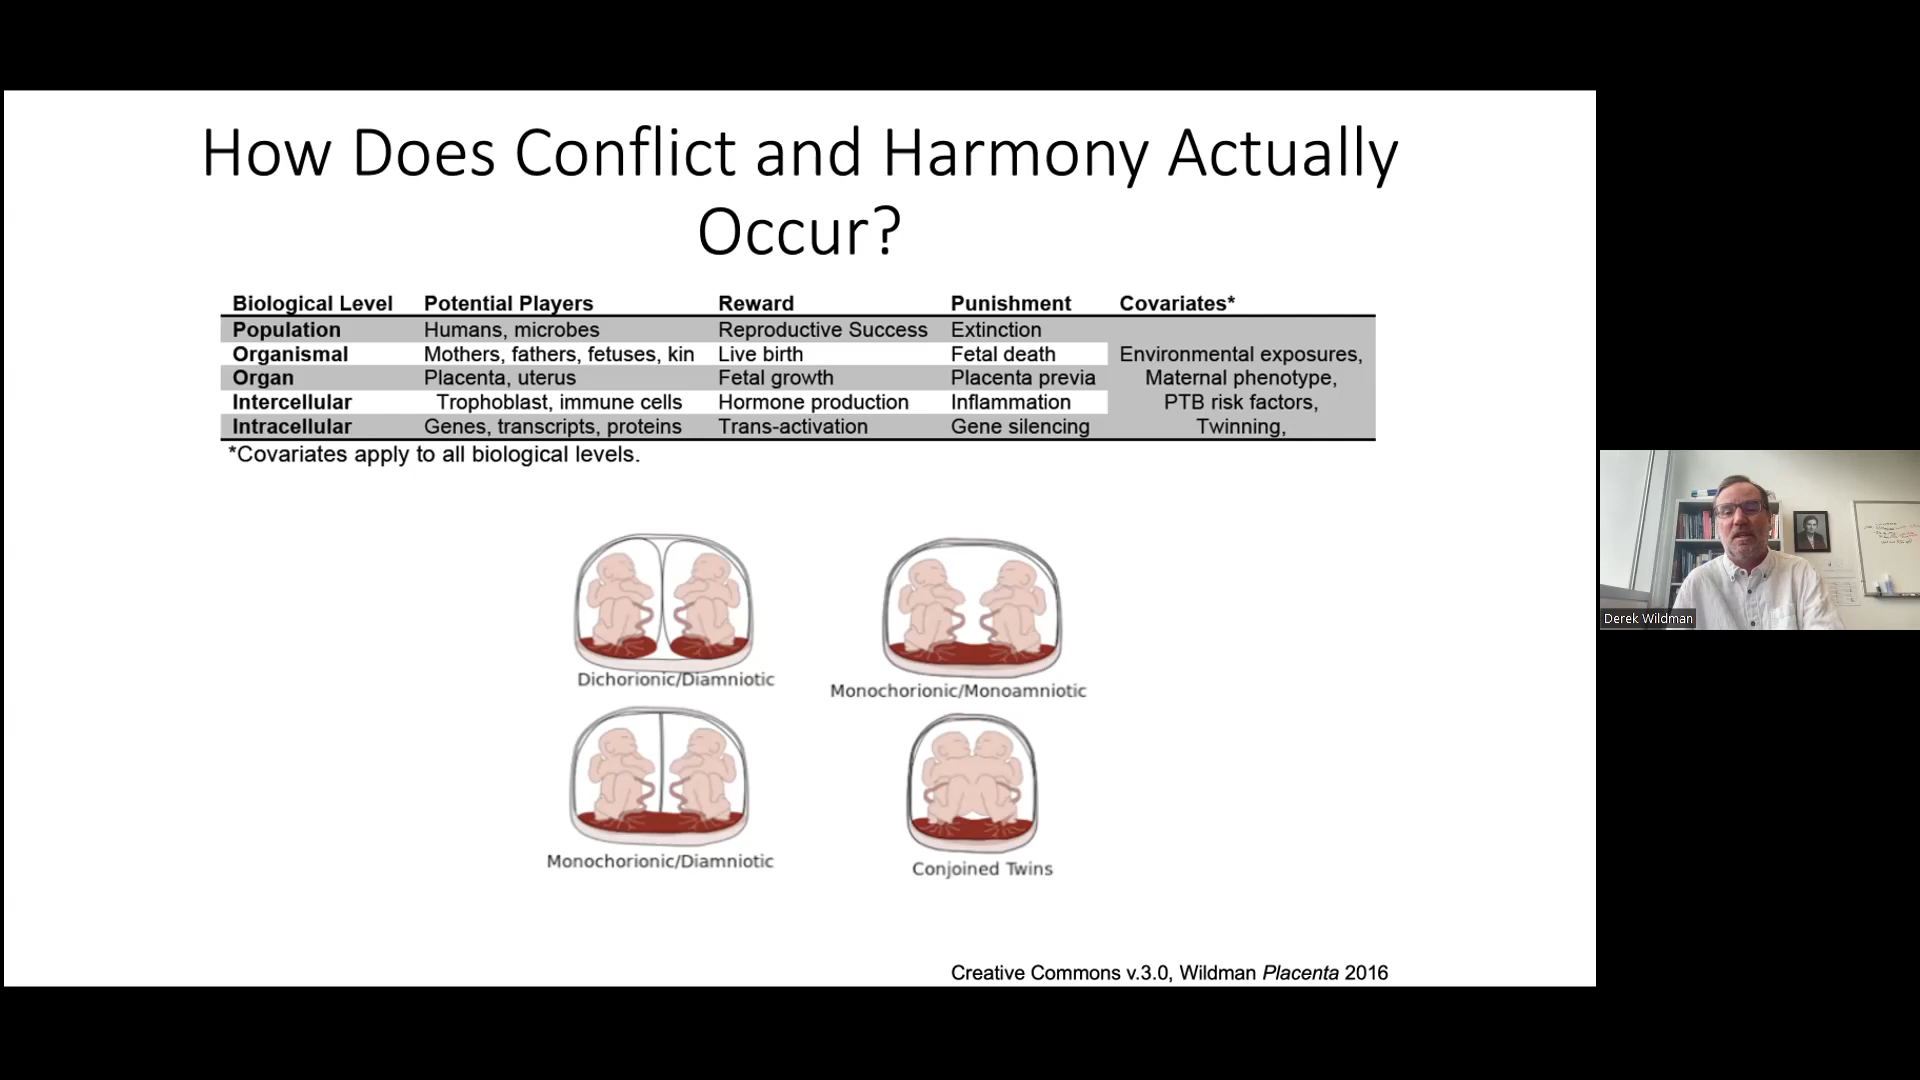 How Does Conflict and Harmony Actually
Occur?
Biological Level Potential Players Reward Punishment Covariates*
Population Humans, microbes Reproductive Success Extinction
Organismal Mothers, fathers, fetuses, kin Live birth Fetal death Environmental exposures,
Organ Placenta, uterus Fetal growth Placenta previa Maternal phenotype,
Intercellular Trophoblast, immune cells Hormone production Inflammation PTB risk factors,
Intracellular Genes, transcripts, proteins Trans-activation Gene silencing Twinning,
*Covariates apply to all biological levels.
Dichorionic/Diamniotic
Monochorionic/Monoamniotic
Monochorionic/Diamniotic
Conjoined Twins
Creative Commons v.3.0, Wildman Placenta 2016
Derek Wildman